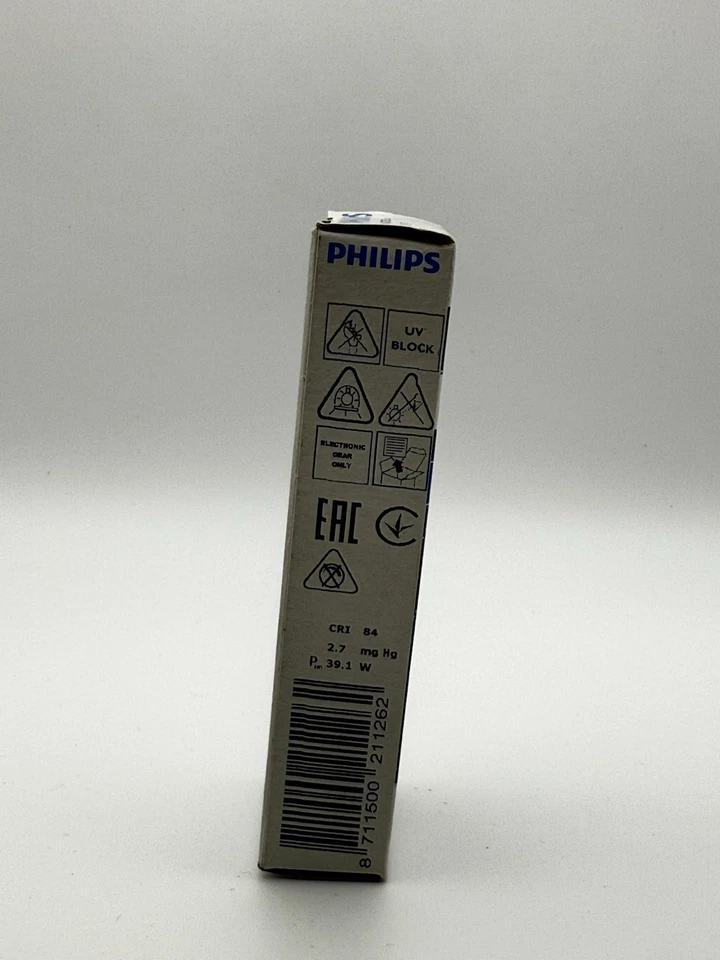 PHILIPS
UV
BLOCK
ELECTRONIC
GEAR
ONLY
EAC
CRI 84
2.7 mg Hg
39.1 W
8 711500 211262